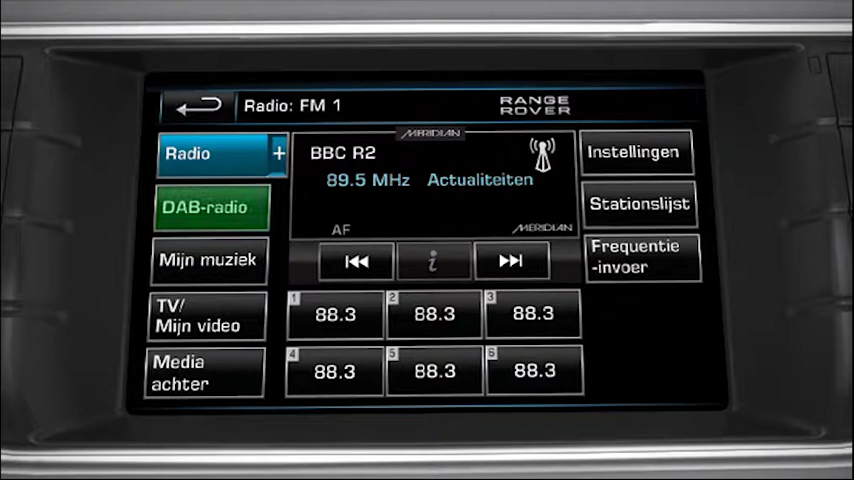 Radio: FM 1
RANGE
ROVER
MERIDIAN
Radio +
BBC R2
89.5 MHz Actualiteiten
AF
MERIDIAN
Instellingen
DAB-radio
Stationslijst
Mijn muziek
i
Frequentie
-invoer
TV/
Mijn video
1 88.3
2 88.3
3 88.3
Media
achter
4 88.3
5 88.3
6 88.3